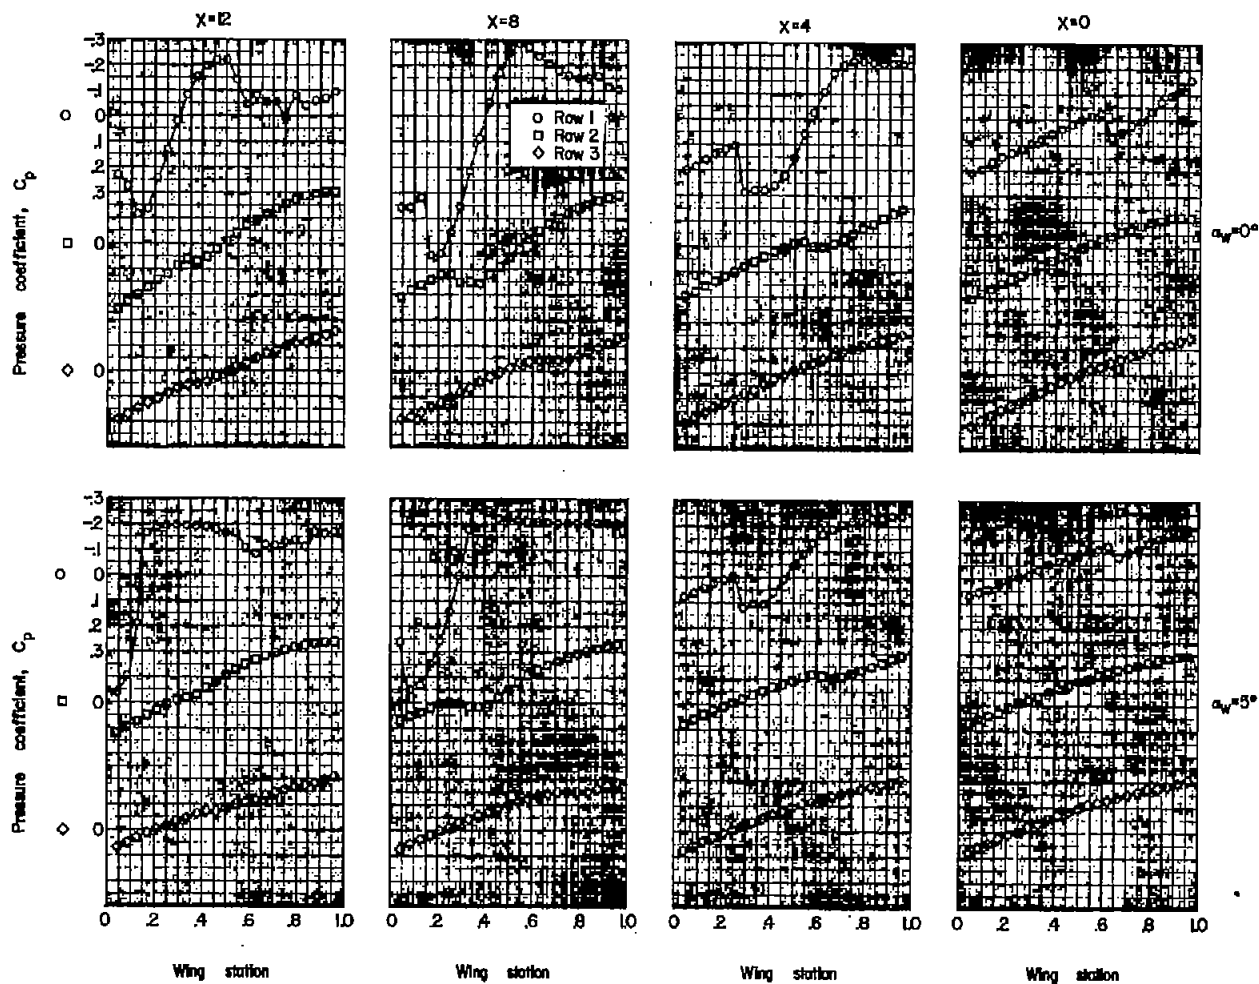 X=12
X=8
X=4
X=0
-.3
-.2
.1
0
.1
.2
.3
0
0
Pressure coefficient, Cp
Row 1
Row 2
Row 3
αw=0°
-.3
-.2
-.1
0
.1
.2
.3
0
0
Pressure coefficient, Cp
αw=5°
0 .2 .4 .6 .8 1.0
0 .2 .4 .6 .8 1.0
0 .2 .4 .6 .8 1.0
0 .2 .4 .6 .8 1.0
Wing station
Wing station
Wing station
Wing station